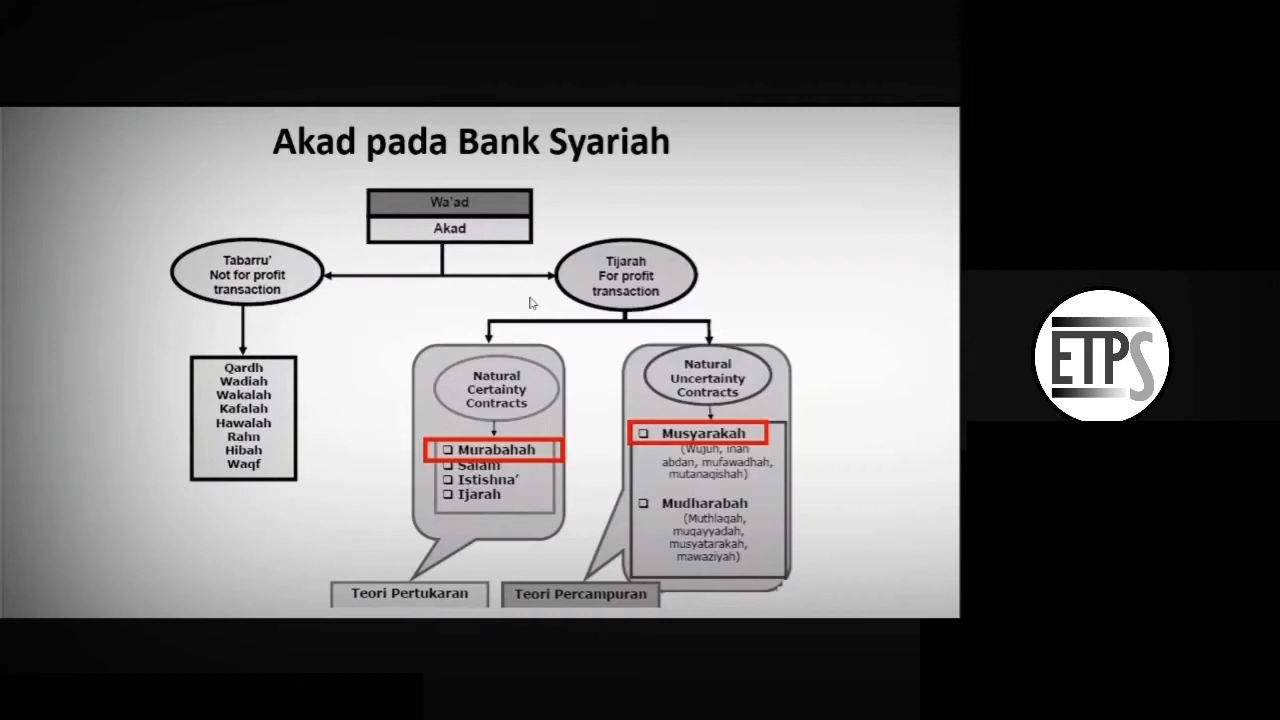 Akad pada Bank Syariah
Wa'ad
Akad
Tabarru'
Not for profit
transaction
Tijarah
For profit
transaction
Qardh
Wadiah
Wakalah
Kafalah
Hawalah
Rahn
Hibah
Waqf
Natural
Certainty
Contracts
Murabahah
Salam
Istishna'
Ijarah
Natural
Uncertainty
Contracts
Musyarakah
(Wujuh, inan
abdan, mufawadhah,
mutanaqishah)
Mudharabah
(Muthlaqah,
muqayyadah,
musyatarakah,
mawaziyah)
Teori Pertukaran
Teori Percampuran
ETPS